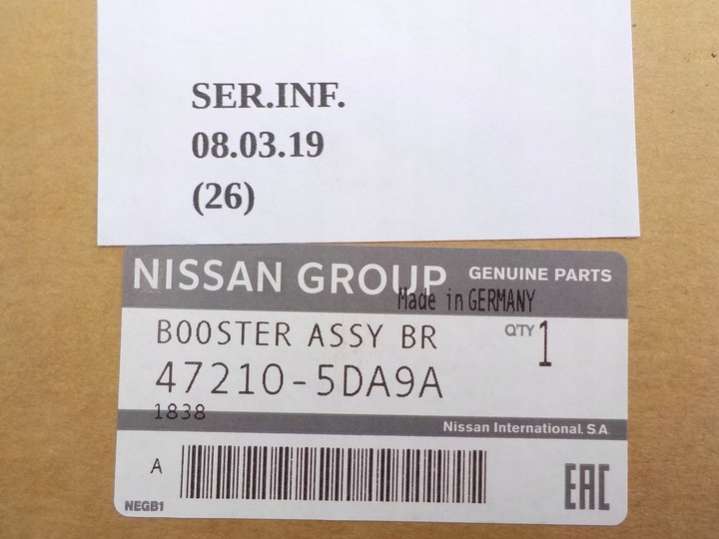 SER.INF.
08.03.19
(26)
NISSAN GROUP GENUINE PARTS
Made in GERMANY
BOOSTER ASSY BR QTY 1
47210-5DA9A
1838
Nissan International. S.A.
A
EAC
NEGB1